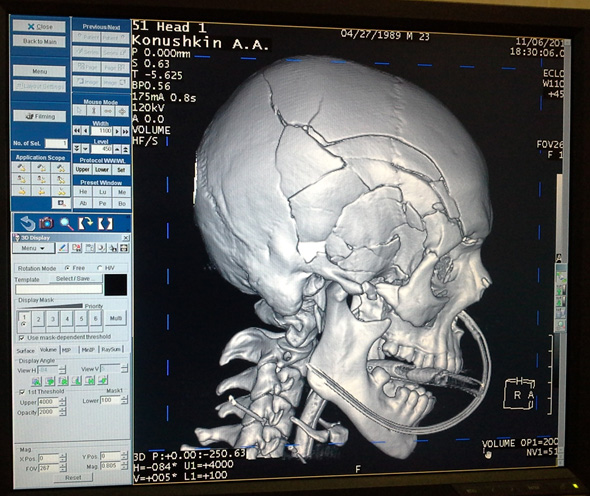 Close
Back to Main
Menu
Filming
No. of Sel. 1
Application Scope
Previous/Next
Mouse Mode
Width
1100
Level
450
Protocol WW/WL
Upper Lower Set
Preset Window
He Lu Me
Ab Pe Bo
3D Display
Menu
Rotation Mode Free H/V
Template Select / Save...
Display Mask
Priority
1 2 3 4 5 6 Multi
Use mask-dependent threshold
Surface Volume MIP MinIP RaySum
Display Angle
View H View V
1st Threshold Mask1
Upper 4000 Lower 100
Opacity 2000
Mag.
X Pos 0 Y Pos 0
FOV 267 Mag. 0.805
Reset
51 Head 1
Konushkin A.A.
P 0.000mm
S 0.63
T -5.625
BP0.56
175mA 0.8s
120kV
A 0.0
VOLUME
HF/S
04/27/1989 M 23
11/06/201
18:30:06.0
ECLO
W110
+45
FOV26
F 1
H
R A
3D P:+0.00:-250.63
H=-084* U1=+4000
V=+005* L1=+100
F
VOLUME OP1=200
NV1=51